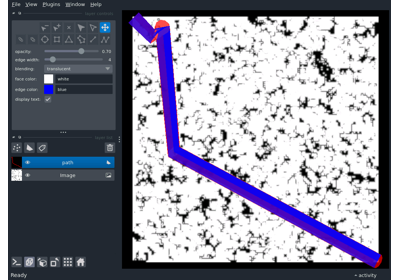 File View Plugins Window Help
opacity: 0.70
edge width: 4
blending: translucent
face color: white
edge color: blue
display text:
path
Image
Ready
activity